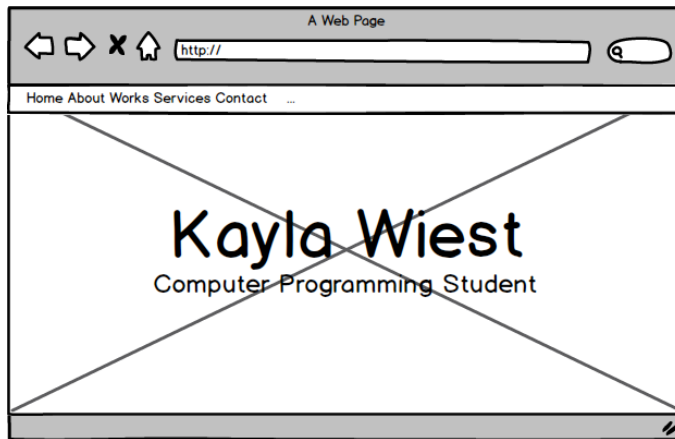 A Web Page
http://
Home About Works Services Contact ...
Kayla Wiest
Computer Programming Student